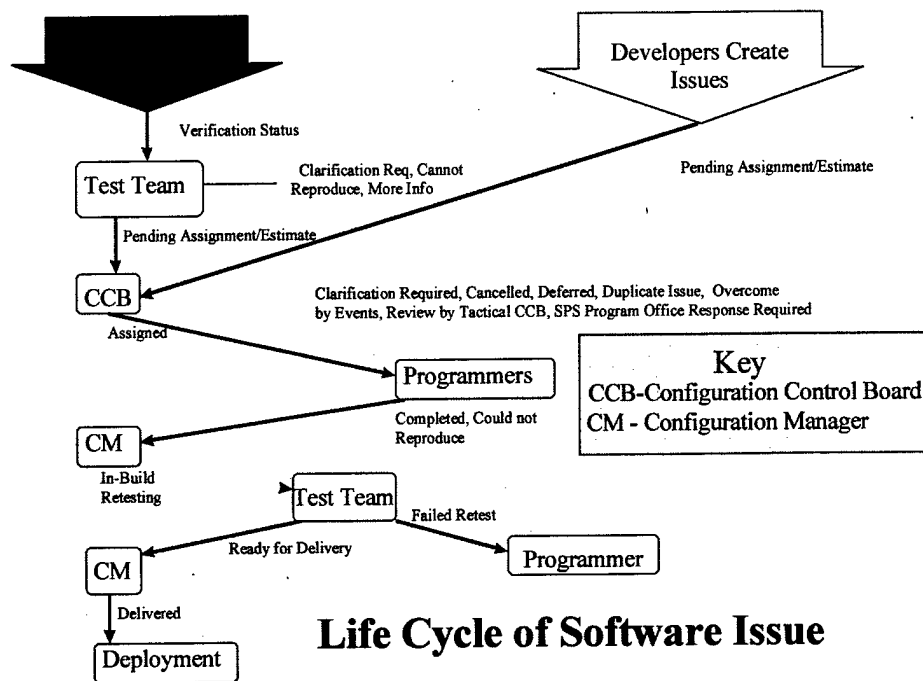 Developers Create
Issues
Verification Status
Test Team
Clarification Req, Cannot
Reproduce, More Info
Pending Assignment/Estimate
Pending Assignment/Estimate
CCB
Clarification Required, Cancelled, Deferred, Duplicate Issue, Overcome
by Events, Review by Tactical CCB, SPS Program Office Response Required
Assigned
Programmers
Key
CCB-Configuration Control Board
CM - Configuration Manager
Completed, Could not
Reproduce
CM
In-Build
Retesting
Test Team
Failed Retest
Ready for Delivery
Programmer
CM
Delivered
Deployment
Life Cycle of Software Issue